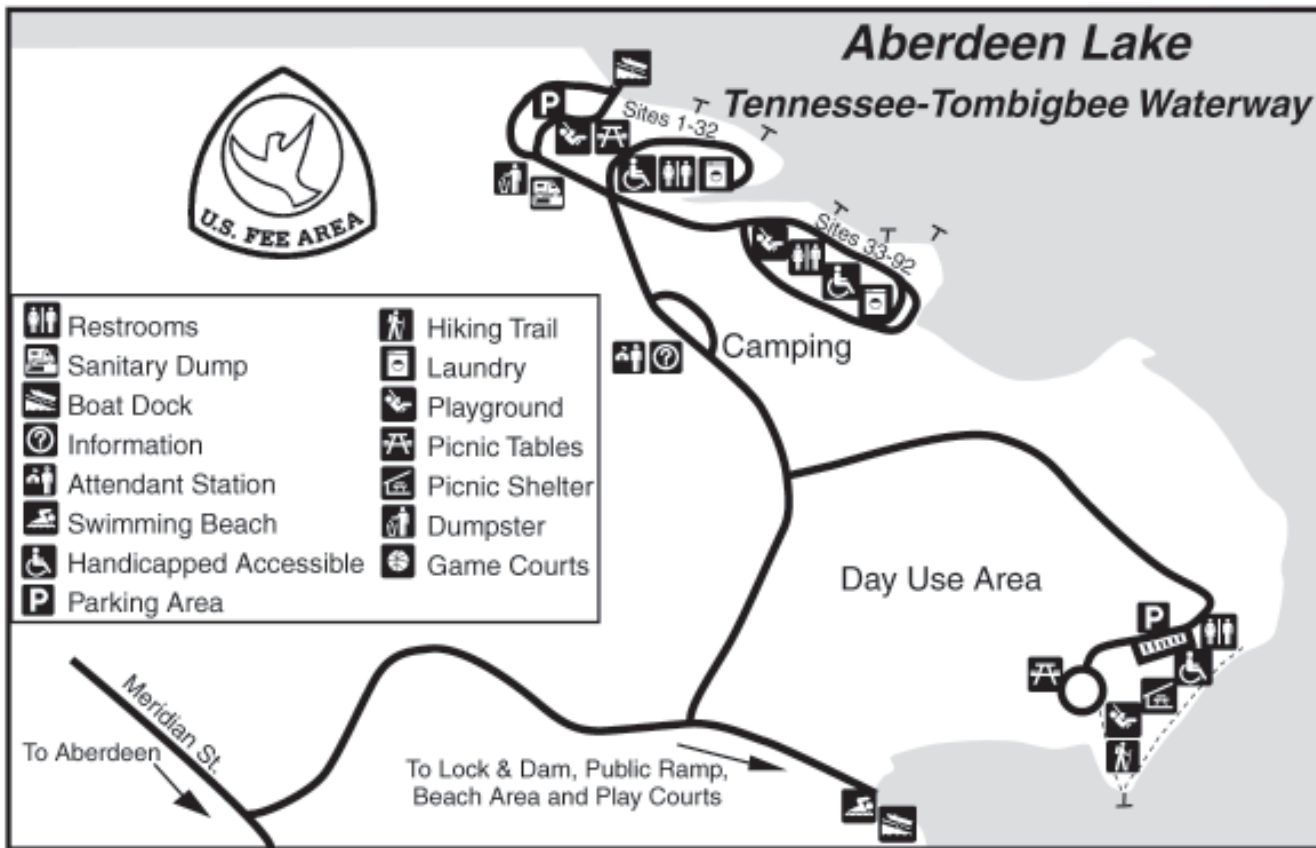 Aberdeen Lake
Tennessee-Tombigbee Waterway
P
Sites 1-32
U.S. FEE AREA
Sites 33-92
?
Camping
Restrooms
Sanitary Dump
Boat Dock
? Information
Attendant Station
Swimming Beach
Handicapped Accessible
P Parking Area
Hiking Trail
Laundry
Playground
Picnic Tables
Picnic Shelter
Dumpster
Game Courts
Day Use Area
P
Meridian St.
To Aberdeen
To Lock & Dam, Public Ramp,
Beach Area and Play Courts